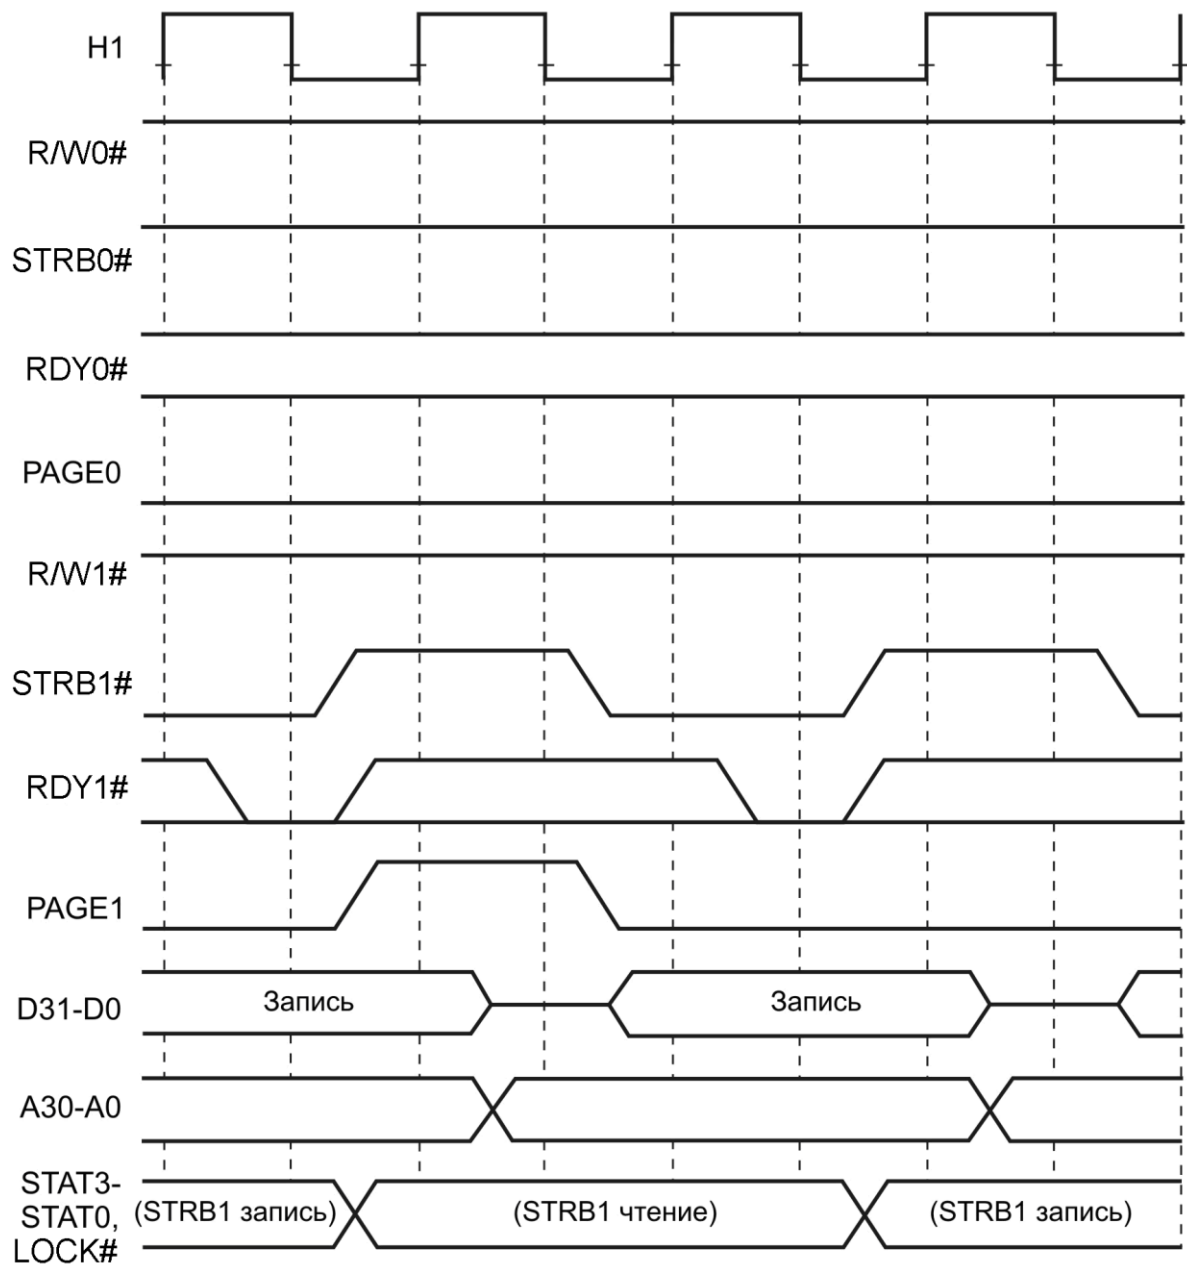 H1
R/W0#
STRB0#
RDY0#
PAGE0
R/W1#
STRB1#
RDY1#
PAGE1
D31-D0 Запись Запись
A30-A0
STAT3-
STAT0, (STRB1 запись) (STRB1 чтение) (STRB1 запись)
LOCK#